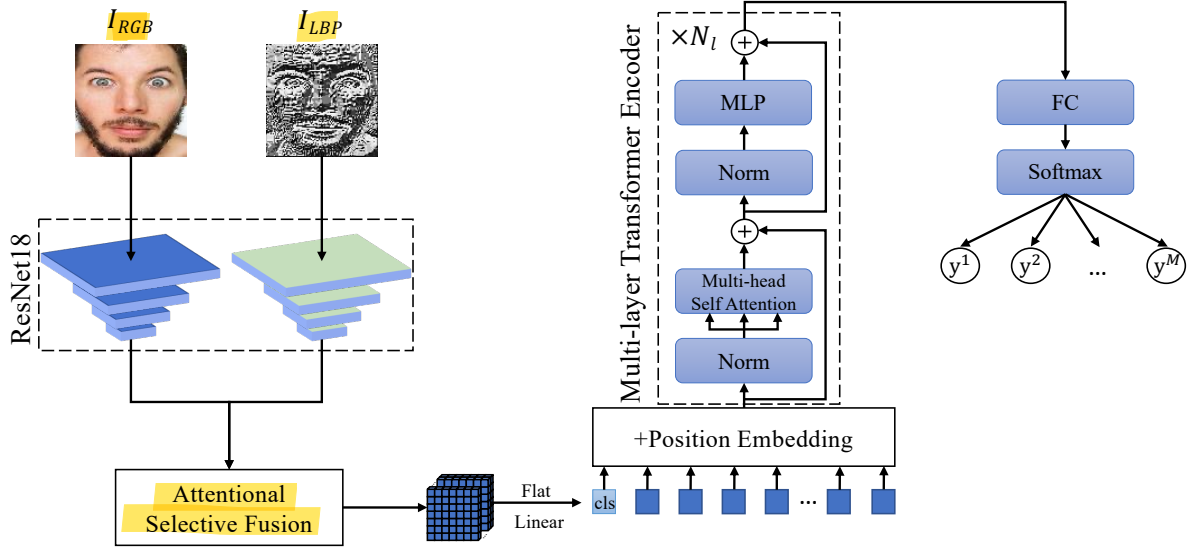 I_RGB
I_LBP
ResNet18
Attentional
Selective Fusion
Flat
Linear
cls
...
+Position Embedding
Multi-layer Transformer Encoder
×N_l
+
MLP
Norm
+
Multi-head
Self Attention
Norm
FC
Softmax
y^1
y^2
...
y^M